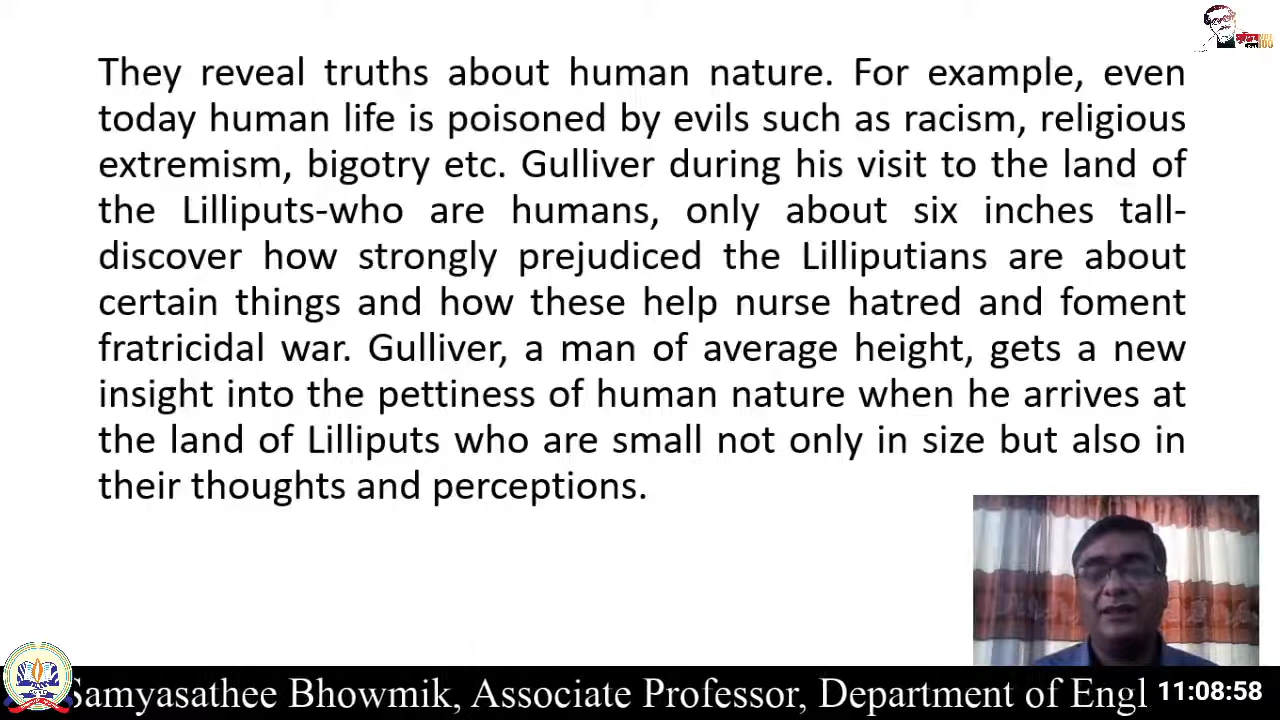 They reveal truths about human nature. For example, even
today human life is poisoned by evils such as racism, religious
extremism, bigotry etc. Gulliver during his visit to the land of
the Lilliputs-who are humans, only about six inches tall-
discover how strongly prejudiced the Lilliputians are about
certain things and how these help nurse hatred and foment
fratricidal war. Gulliver, a man of average height, gets a new
insight into the pettiness of human nature when he arrives at
the land of Lilliputs who are small not only in size but also in
their thoughts and perceptions.
Samyasathee Bhowmik, Associate Professor, Department of Engl
11:08:58